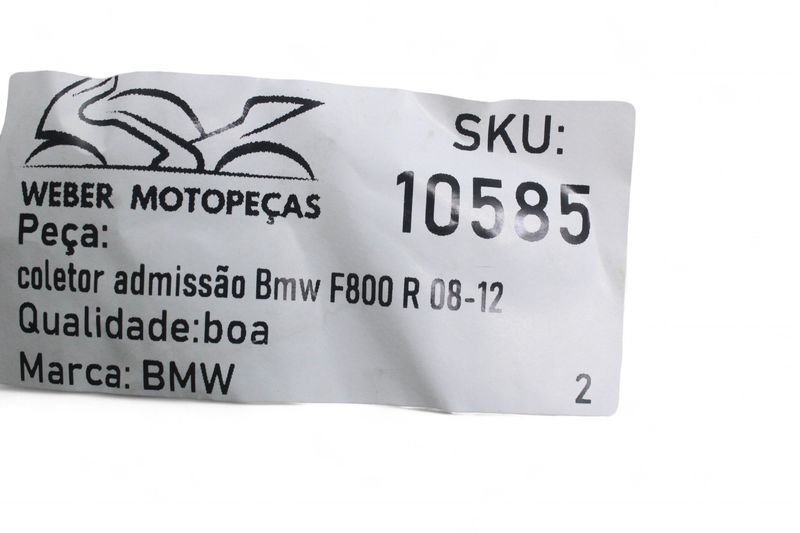 WEBER MOTOPEÇAS
SKU:
10585
Peça:
coletor admissão Bmw F800 R 08-12
Qualidade:boa
Marca: BMW
2